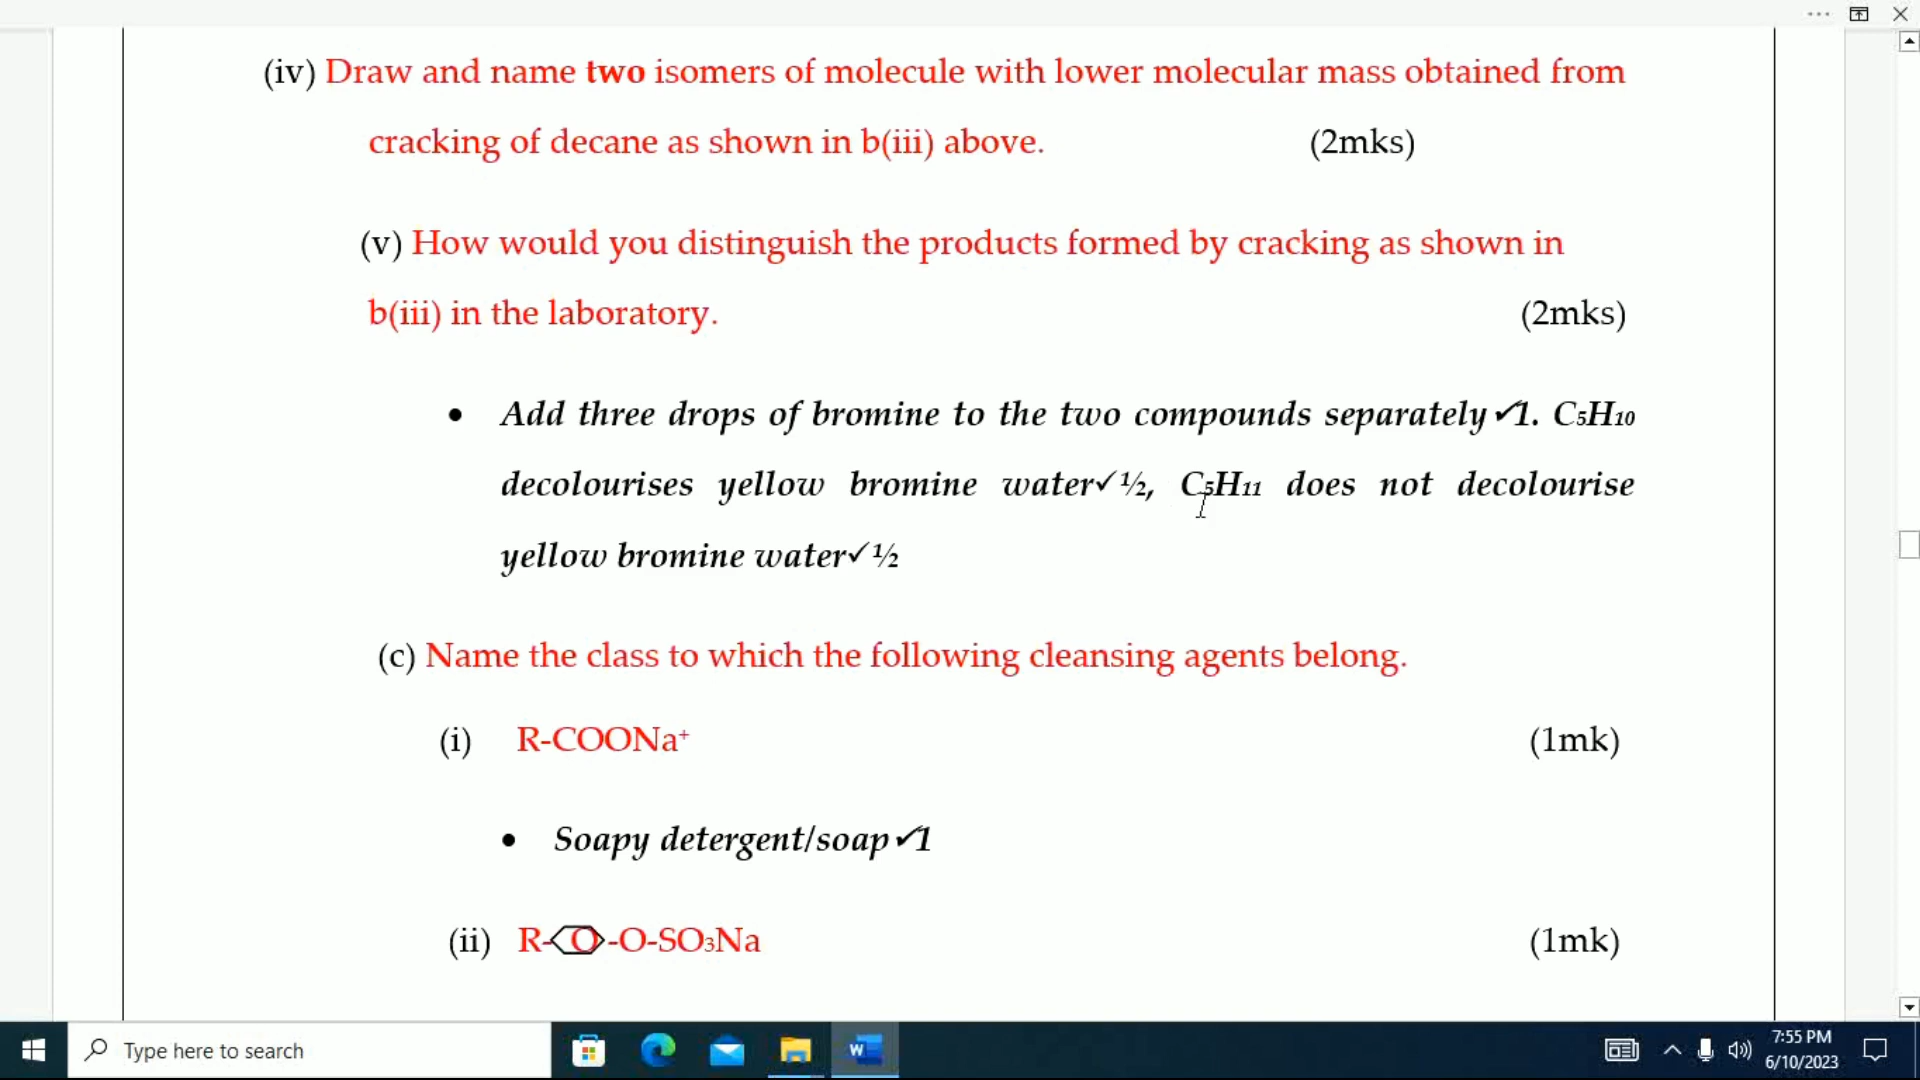 (iv) Draw and name two isomers of molecule with lower molecular mass obtained from
cracking of decane as shown in b(iii) above. (2mks)
(v) How would you distinguish the products formed by cracking as shown in
b(iii) in the laboratory. (2mks)
• Add three drops of bromine to the two compounds separately✓1. C₅H₁₀
decolourises yellow bromine water✓½, C₅H₁₁ does not decolourise
yellow bromine water✓½
(c) Name the class to which the following cleansing agents belong.
(i) R-COONa⁺ (1mk)
• Soapy detergent/soap✓1
(ii) R-O-O-SO₃Na (1mk)
Type here to search
7:55 PM
6/10/2023